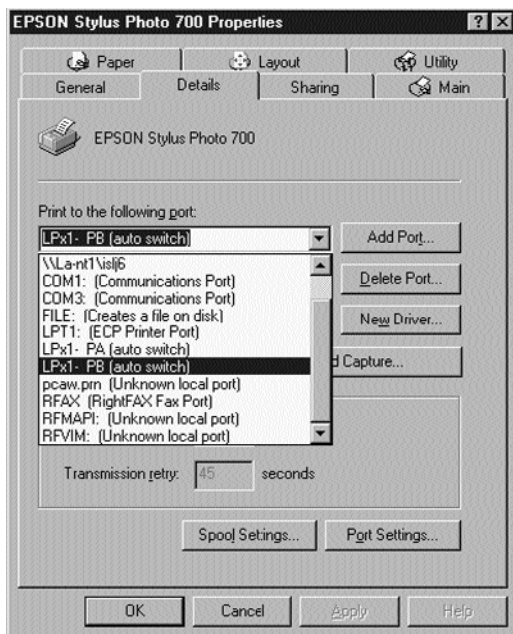 EPSON Stylus Photo 700 Properties
Paper
Layout
Utility
General
Details
Sharing
Main
EPSON Stylus Photo 700
Print to the following port:
LPx1- PB (auto switch)
Add Port...
\\La-nt1\islj6
COM1: (Communications Port)
COM3: (Communications Port)
FILE: (Creates a file on disk)
LPT1: (ECP Printer Port)
LPx1- PA (auto switch)
LPx1- PB (auto switch)
pcaw.prn (Unknown local port)
RFAX (RightFAX Fax Port)
RFMAPI: (Unknown local port)
RFVIM: (Unknown local port)
Delete Port...
New Driver...
d Capture...
Transmission retry: 45 seconds
Spool Settings...
Port Settings...
OK
Cancel
Apply
Help